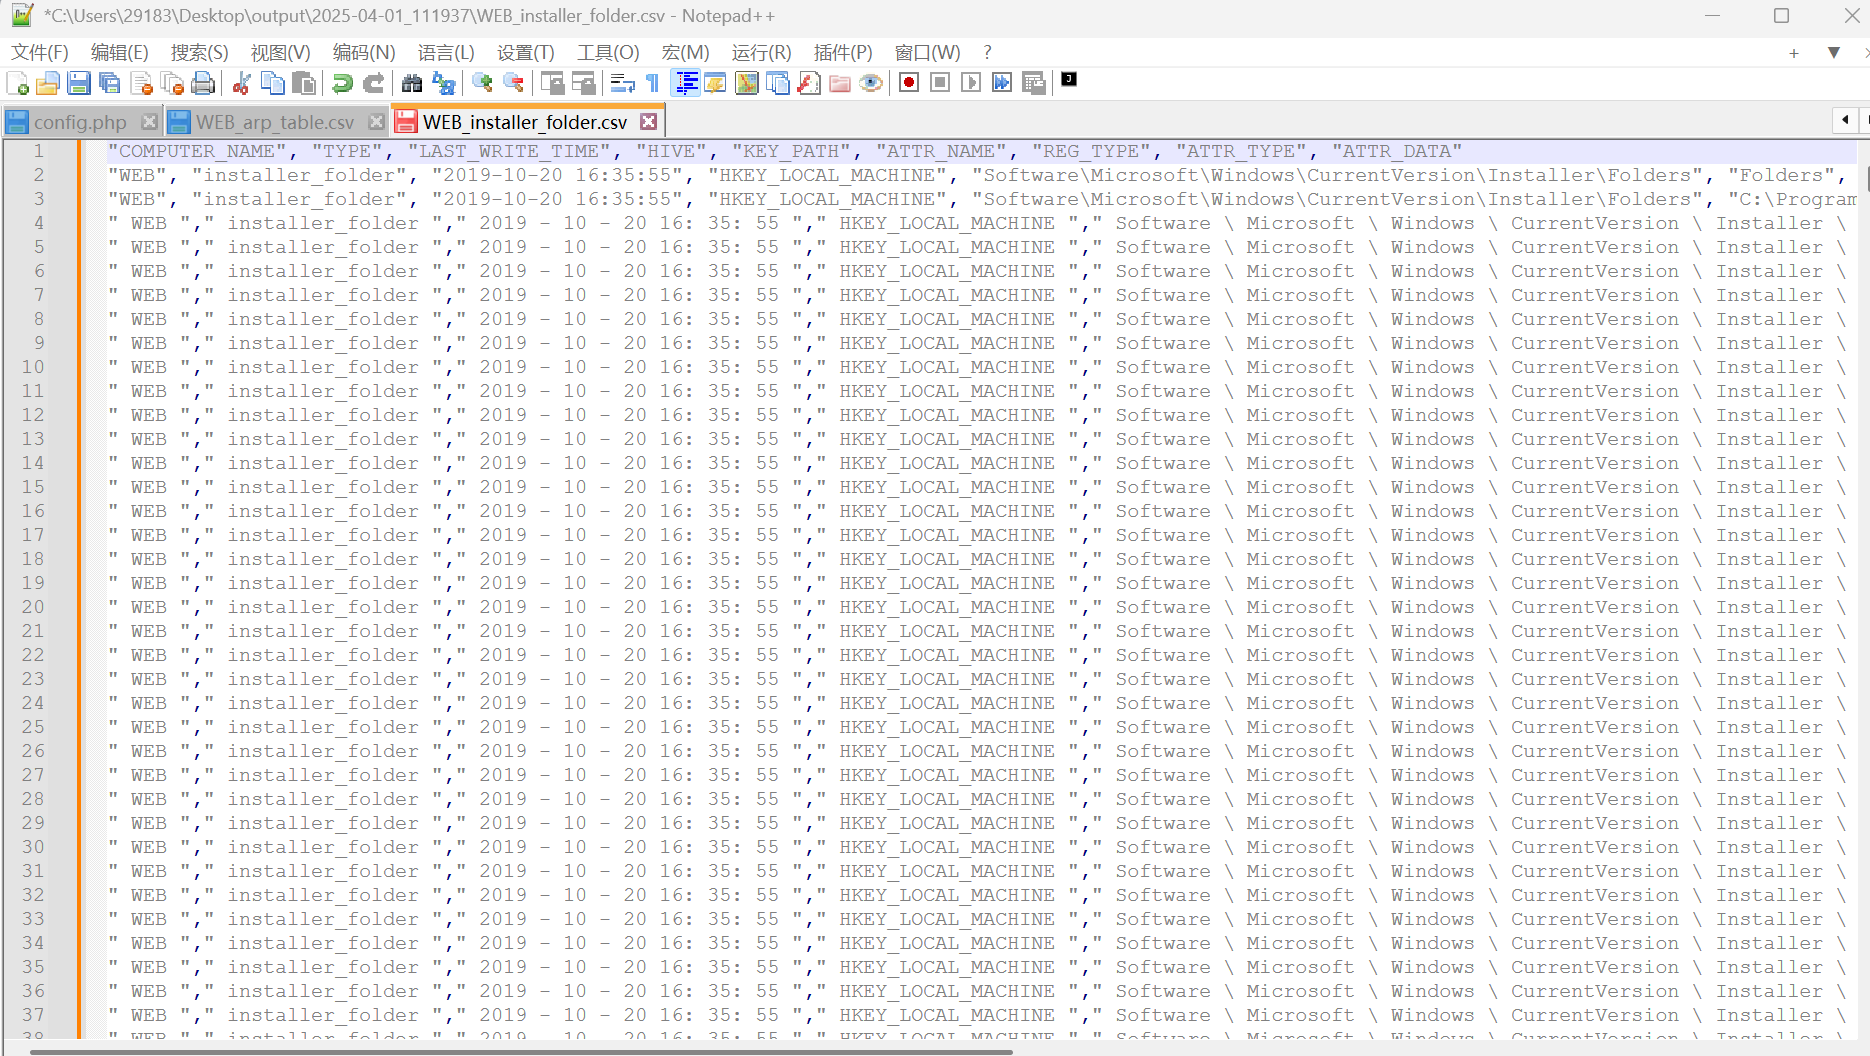 *C:\Users\29183\Desktop\output\2025-04-01_111937\WEB_installer_folder.csv - Notepad++
文件(F) 编辑(E) 搜索(S) 视图(V) 编码(N) 语言(L) 设置(T) 工具(O) 宏(M) 运行(R) 插件(P) 窗口(W) ?
config.php WEB_arp_table.csv WEB_installer_folder.csv
1 "COMPUTER_NAME", "TYPE", "LAST_WRITE_TIME", "HIVE", "KEY_PATH", "ATTR_NAME", "REG_TYPE", "ATTR_TYPE", "ATTR_DATA"
2 "WEB", "installer_folder", "2019-10-20 16:35:55", "HKEY_LOCAL_MACHINE", "Software\Microsoft\Windows\CurrentVersion\Installer\Folders", "Folders",
3 "WEB", "installer_folder", "2019-10-20 16:35:55", "HKEY_LOCAL_MACHINE", "Software\Microsoft\Windows\CurrentVersion\Installer\Folders", "C:\Program
4 " WEB "," installer_folder "," 2019 - 10 - 20 16: 35: 55 "," HKEY_LOCAL_MACHINE "," Software \ Microsoft \ Windows \ CurrentVersion \ Installer \
5 " WEB "," installer_folder "," 2019 - 10 - 20 16: 35: 55 "," HKEY_LOCAL_MACHINE "," Software \ Microsoft \ Windows \ CurrentVersion \ Installer \
6 " WEB "," installer_folder "," 2019 - 10 - 20 16: 35: 55 "," HKEY_LOCAL_MACHINE "," Software \ Microsoft \ Windows \ CurrentVersion \ Installer \
7 " WEB "," installer_folder "," 2019 - 10 - 20 16: 35: 55 "," HKEY_LOCAL_MACHINE "," Software \ Microsoft \ Windows \ CurrentVersion \ Installer \
8 " WEB "," installer_folder "," 2019 - 10 - 20 16: 35: 55 "," HKEY_LOCAL_MACHINE "," Software \ Microsoft \ Windows \ CurrentVersion \ Installer \
9 " WEB "," installer_folder "," 2019 - 10 - 20 16: 35: 55 "," HKEY_LOCAL_MACHINE "," Software \ Microsoft \ Windows \ CurrentVersion \ Installer \
10 " WEB "," installer_folder "," 2019 - 10 - 20 16: 35: 55 "," HKEY_LOCAL_MACHINE "," Software \ Microsoft \ Windows \ CurrentVersion \ Installer \
11 " WEB "," installer_folder "," 2019 - 10 - 20 16: 35: 55 "," HKEY_LOCAL_MACHINE "," Software \ Microsoft \ Windows \ CurrentVersion \ Installer \
12 " WEB "," installer_folder "," 2019 - 10 - 20 16: 35: 55 "," HKEY_LOCAL_MACHINE "," Software \ Microsoft \ Windows \ CurrentVersion \ Installer \
13 " WEB "," installer_folder "," 2019 - 10 - 20 16: 35: 55 "," HKEY_LOCAL_MACHINE "," Software \ Microsoft \ Windows \ CurrentVersion \ Installer \
14 " WEB "," installer_folder "," 2019 - 10 - 20 16: 35: 55 "," HKEY_LOCAL_MACHINE "," Software \ Microsoft \ Windows \ CurrentVersion \ Installer \
15 " WEB "," installer_folder "," 2019 - 10 - 20 16: 35: 55 "," HKEY_LOCAL_MACHINE "," Software \ Microsoft \ Windows \ CurrentVersion \ Installer \
16 " WEB "," installer_folder "," 2019 - 10 - 20 16: 35: 55 "," HKEY_LOCAL_MACHINE "," Software \ Microsoft \ Windows \ CurrentVersion \ Installer \
17 " WEB "," installer_folder "," 2019 - 10 - 20 16: 35: 55 "," HKEY_LOCAL_MACHINE "," Software \ Microsoft \ Windows \ CurrentVersion \ Installer \
18 " WEB "," installer_folder "," 2019 - 10 - 20 16: 35: 55 "," HKEY_LOCAL_MACHINE "," Software \ Microsoft \ Windows \ CurrentVersion \ Installer \
19 " WEB "," installer_folder "," 2019 - 10 - 20 16: 35: 55 "," HKEY_LOCAL_MACHINE "," Software \ Microsoft \ Windows \ CurrentVersion \ Installer \
20 " WEB "," installer_folder "," 2019 - 10 - 20 16: 35: 55 "," HKEY_LOCAL_MACHINE "," Software \ Microsoft \ Windows \ CurrentVersion \ Installer \
21 " WEB "," installer_folder "," 2019 - 10 - 20 16: 35: 55 "," HKEY_LOCAL_MACHINE "," Software \ Microsoft \ Windows \ CurrentVersion \ Installer \
22 " WEB "," installer_folder "," 2019 - 10 - 20 16: 35: 55 "," HKEY_LOCAL_MACHINE "," Software \ Microsoft \ Windows \ CurrentVersion \ Installer \
23 " WEB "," installer_folder "," 2019 - 10 - 20 16: 35: 55 "," HKEY_LOCAL_MACHINE "," Software \ Microsoft \ Windows \ CurrentVersion \ Installer \
24 " WEB "," installer_folder "," 2019 - 10 - 20 16: 35: 55 "," HKEY_LOCAL_MACHINE "," Software \ Microsoft \ Windows \ CurrentVersion \ Installer \
25 " WEB "," installer_folder "," 2019 - 10 - 20 16: 35: 55 "," HKEY_LOCAL_MACHINE "," Software \ Microsoft \ Windows \ CurrentVersion \ Installer \
26 " WEB "," installer_folder "," 2019 - 10 - 20 16: 35: 55 "," HKEY_LOCAL_MACHINE "," Software \ Microsoft \ Windows \ CurrentVersion \ Installer \
27 " WEB "," installer_folder "," 2019 - 10 - 20 16: 35: 55 "," HKEY_LOCAL_MACHINE "," Software \ Microsoft \ Windows \ CurrentVersion \ Installer \
28 " WEB "," installer_folder "," 2019 - 10 - 20 16: 35: 55 "," HKEY_LOCAL_MACHINE "," Software \ Microsoft \ Windows \ CurrentVersion \ Installer \
29 " WEB "," installer_folder "," 2019 - 10 - 20 16: 35: 55 "," HKEY_LOCAL_MACHINE "," Software \ Microsoft \ Windows \ CurrentVersion \ Installer \
30 " WEB "," installer_folder "," 2019 - 10 - 20 16: 35: 55 "," HKEY_LOCAL_MACHINE "," Software \ Microsoft \ Windows \ CurrentVersion \ Installer \
31 " WEB "," installer_folder "," 2019 - 10 - 20 16: 35: 55 "," HKEY_LOCAL_MACHINE "," Software \ Microsoft \ Windows \ CurrentVersion \ Installer \
32 " WEB "," installer_folder "," 2019 - 10 - 20 16: 35: 55 "," HKEY_LOCAL_MACHINE "," Software \ Microsoft \ Windows \ CurrentVersion \ Installer \
33 " WEB "," installer_folder "," 2019 - 10 - 20 16: 35: 55 "," HKEY_LOCAL_MACHINE "," Software \ Microsoft \ Windows \ CurrentVersion \ Installer \
34 " WEB "," installer_folder "," 2019 - 10 - 20 16: 35: 55 "," HKEY_LOCAL_MACHINE "," Software \ Microsoft \ Windows \ CurrentVersion \ Installer \
35 " WEB "," installer_folder "," 2019 - 10 - 20 16: 35: 55 "," HKEY_LOCAL_MACHINE "," Software \ Microsoft \ Windows \ CurrentVersion \ Installer \
36 " WEB "," installer_folder "," 2019 - 10 - 20 16: 35: 55 "," HKEY_LOCAL_MACHINE "," Software \ Microsoft \ Windows \ CurrentVersion \ Installer \
37 " WEB "," installer_folder "," 2019 - 10 - 20 16: 35: 55 "," HKEY_LOCAL_MACHINE "," Software \ Microsoft \ Windows \ CurrentVersion \ Installer \